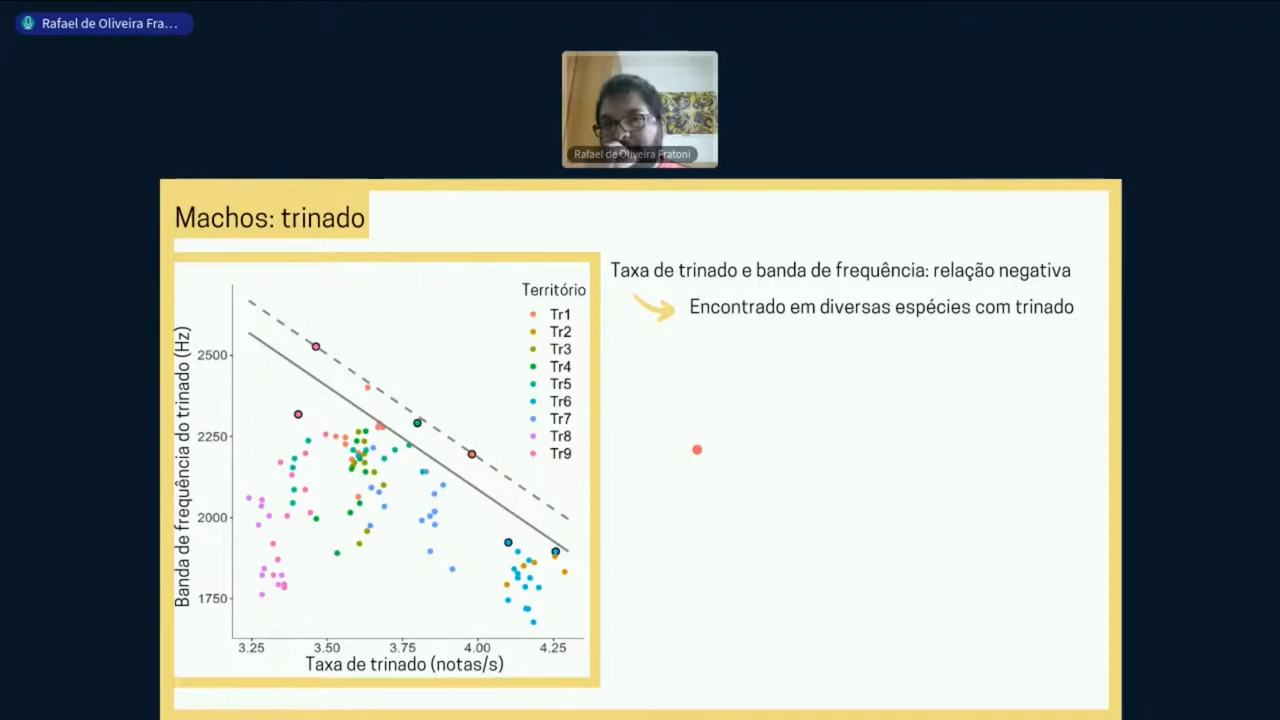 Rafael de Oliveira Fra...
Rafael de Oliveira Fratoni
Machos: trinado
Taxa de trinado e banda de frequência: relação negativa
Encontrado em diversas espécies com trinado
Território
Tr1
Tr2
Tr3
Tr4
Tr5
Tr6
Tr7
Tr8
Tr9
Banda de frequência do trinado (Hz)
2500
2250
2000
1750
3.25 3.50 3.75 4.00 4.25
Taxa de trinado (notas/s)